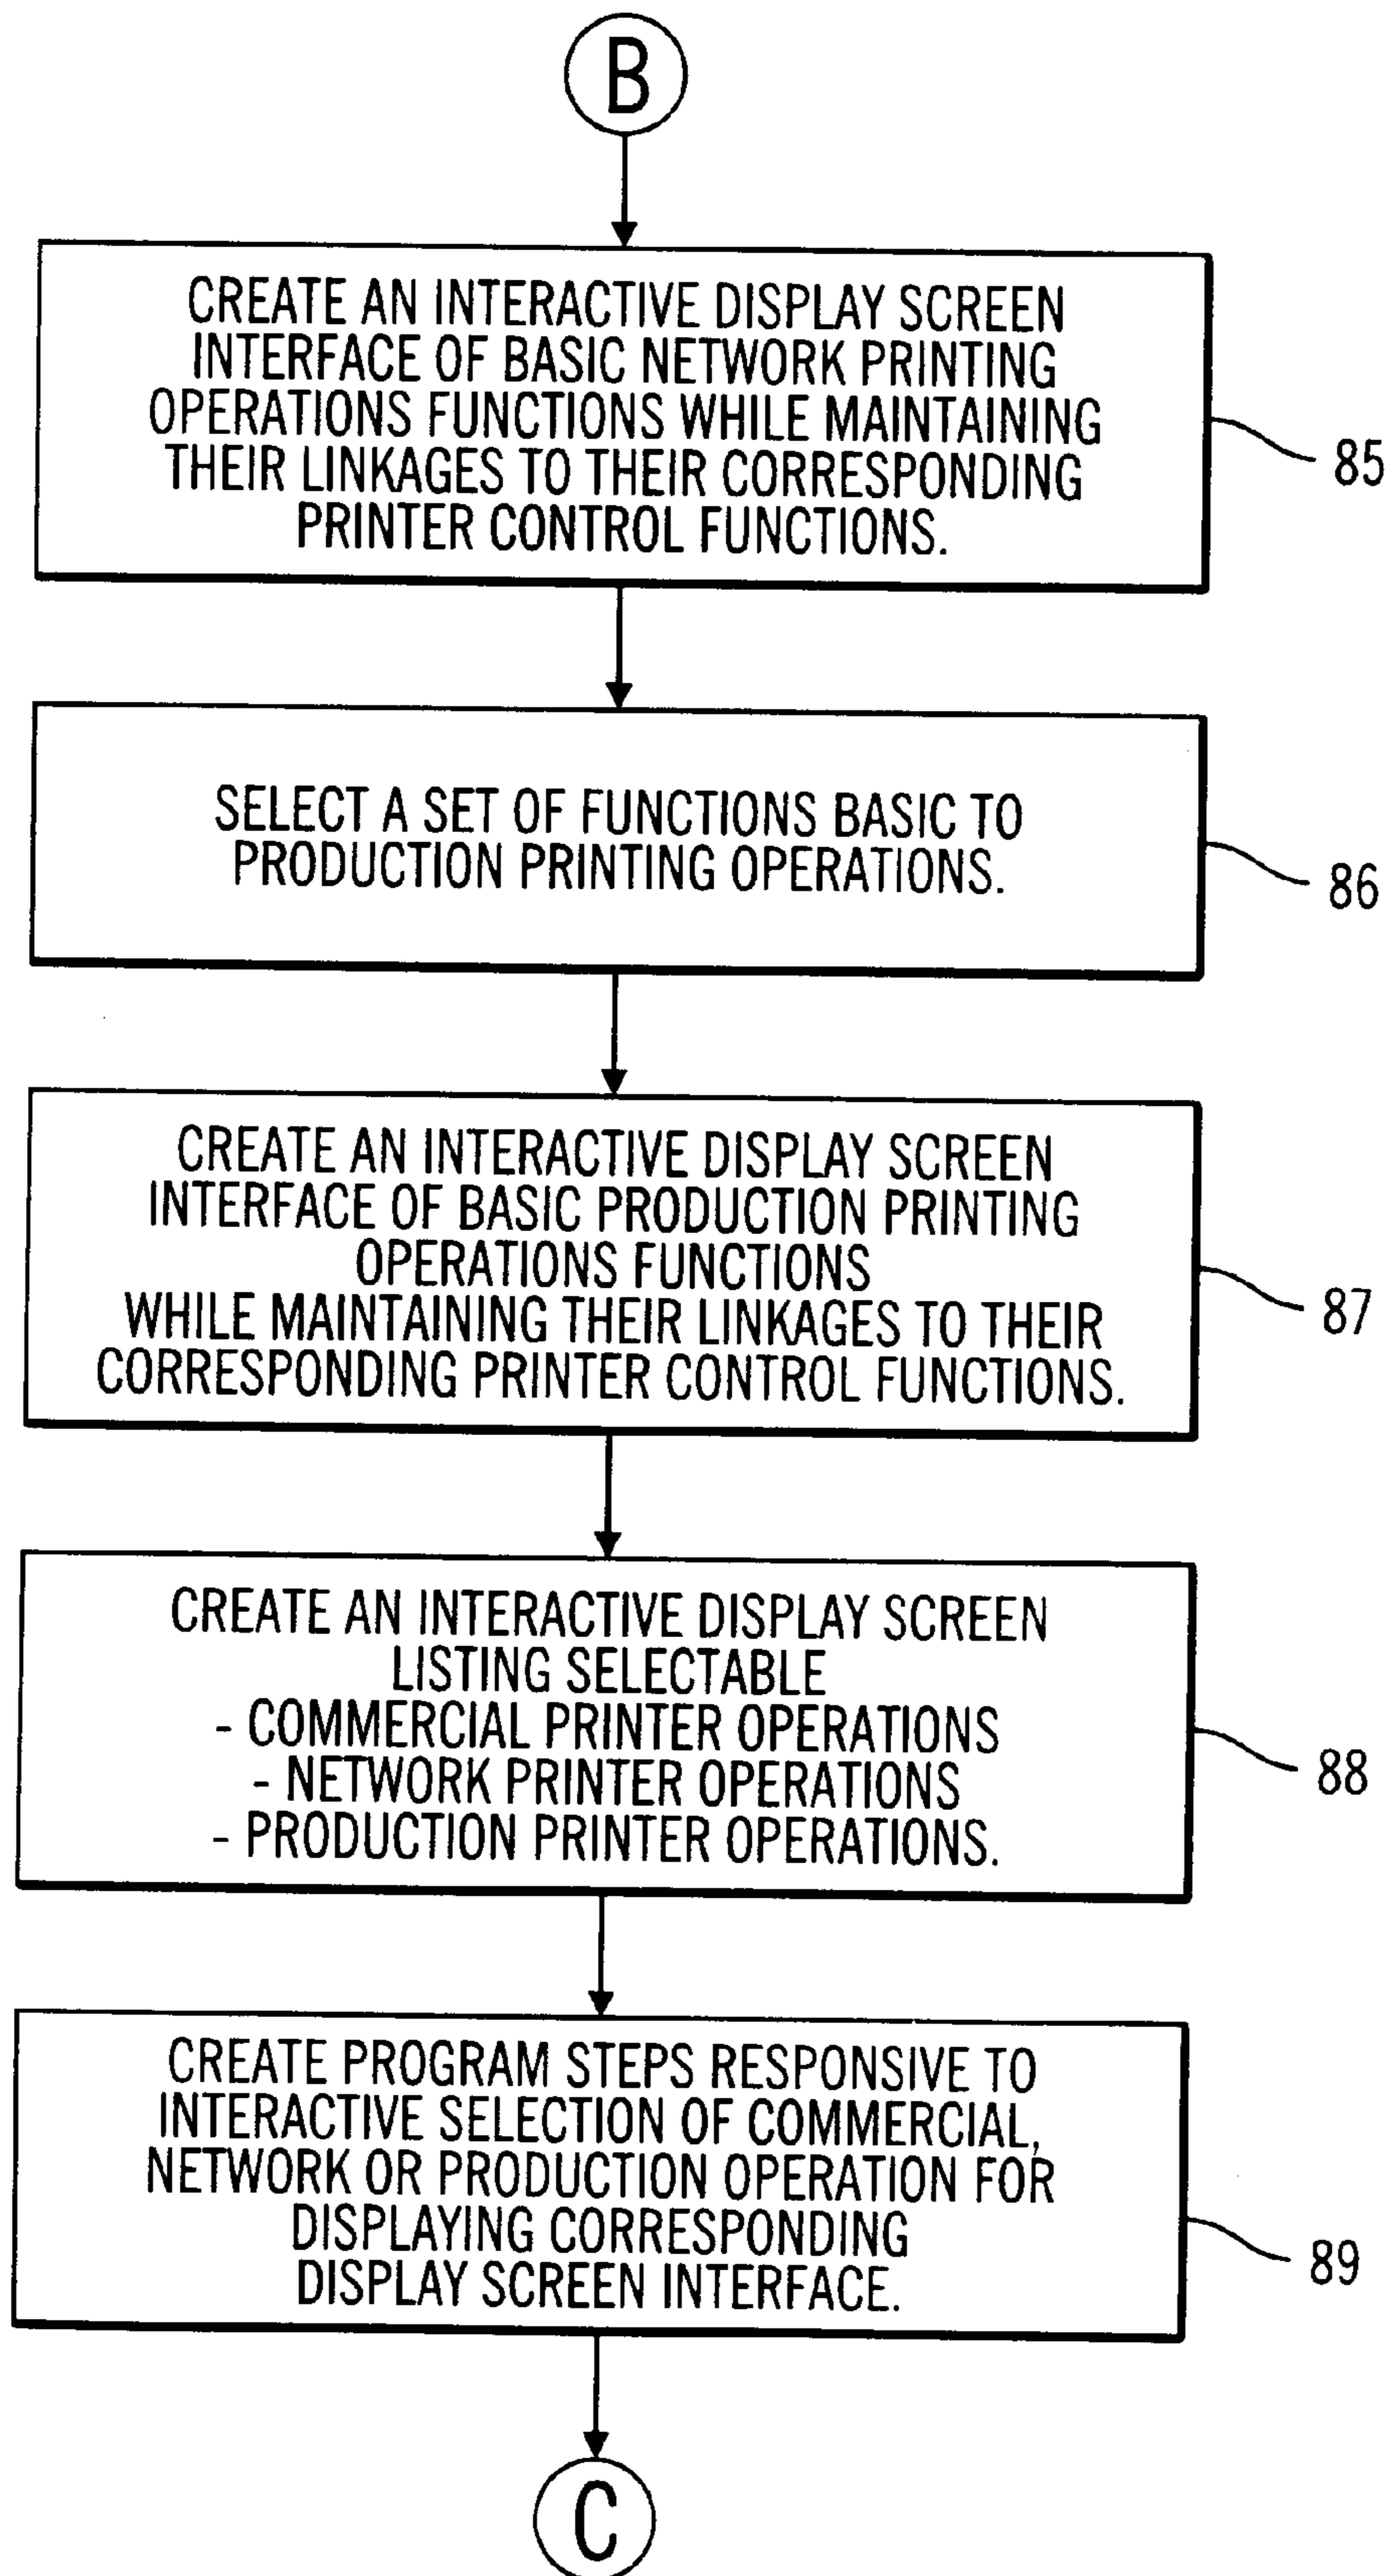 B
CREATE AN INTERACTIVE DISPLAY SCREEN
INTERFACE OF BASIC NETWORK PRINTING
OPERATIONS FUNCTIONS WHILE MAINTAINING
THEIR LINKAGES TO THEIR CORRESPONDING
PRINTER CONTROL FUNCTIONS.
85
SELECT A SET OF FUNCTIONS BASIC TO
PRODUCTION PRINTING OPERATIONS.
86
CREATE AN INTERACTIVE DISPLAY SCREEN
INTERFACE OF BASIC PRODUCTION PRINTING
OPERATIONS FUNCTIONS
WHILE MAINTAINING THEIR LINKAGES TO THEIR
CORRESPONDING PRINTER CONTROL FUNCTIONS.
87
CREATE AN INTERACTIVE DISPLAY SCREEN
LISTING SELECTABLE
- COMMERCIAL PRINTER OPERATIONS
- NETWORK PRINTER OPERATIONS
- PRODUCTION PRINTER OPERATIONS.
88
CREATE PROGRAM STEPS RESPONSIVE TO
INTERACTIVE SELECTION OF COMMERCIAL,
NETWORK OR PRODUCTION OPERATION FOR
DISPLAYING CORRESPONDING
DISPLAY SCREEN INTERFACE.
89
C